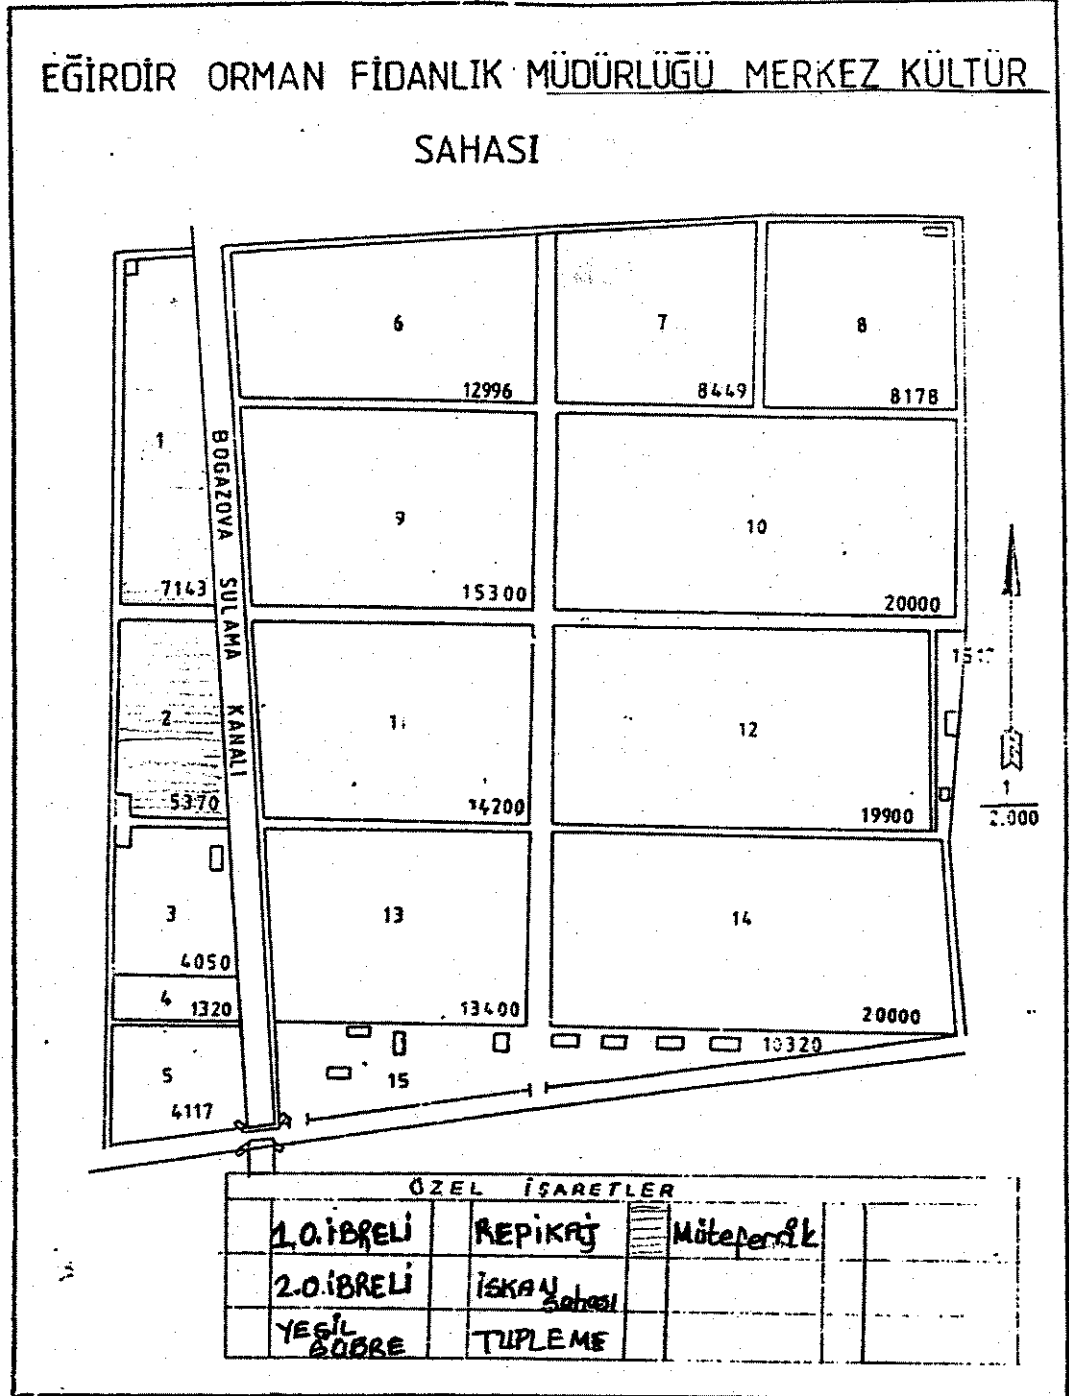 EĞİRDİR ORMAN FİDANLIK MÜDÜRLÜĞÜ MERKEZ KÜLTÜR
SAHASI
6
12996
7
8449
8
8178
1
7143
BOGAZOVA SULAMA KANALI
9
15300
10
20000
2
5370
11
14200
12
19900
1
2.000
3
4050
13
13400
14
20000
4
1320
5
4117
15
10320
ÖZEL İŞARETLER
1.O.İBRELİ
REPİKAJ
Müteferrik
2.O.İBRELİ
İSKAN Sahası
YEŞİL GÜBRE
TÜPLEME